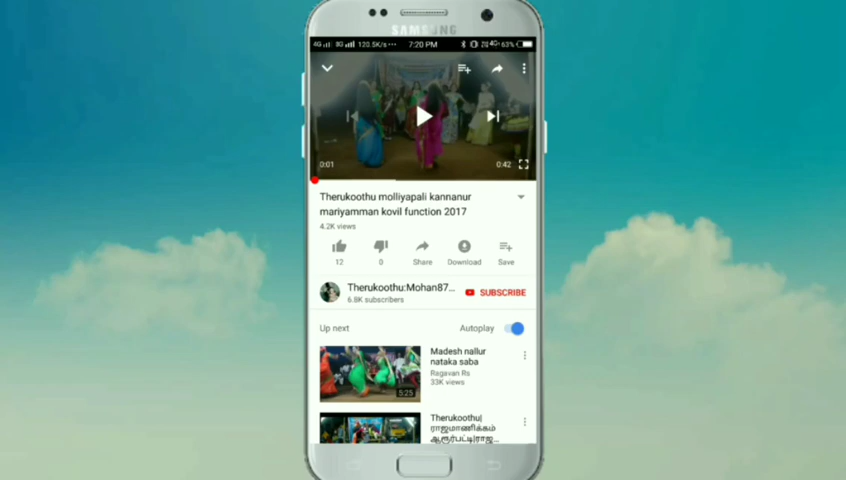 SAMSUNG
4G 3G 120.5K/s 7:20 PM 4G+ 63%
0:01 0:42
Therukoothu molliyapali kannanur
mariyamman kovil function 2017
4.2K views
12 0 Share Download Save
Therukoothu:Mohan87...
6.8K subscribers
SUBSCRIBE
Up next Autoplay
Madesh nallur
nataka saba
Ragavan Rs
33K views
5:25
Therukoothu|
ராஜமாணிக்கம்